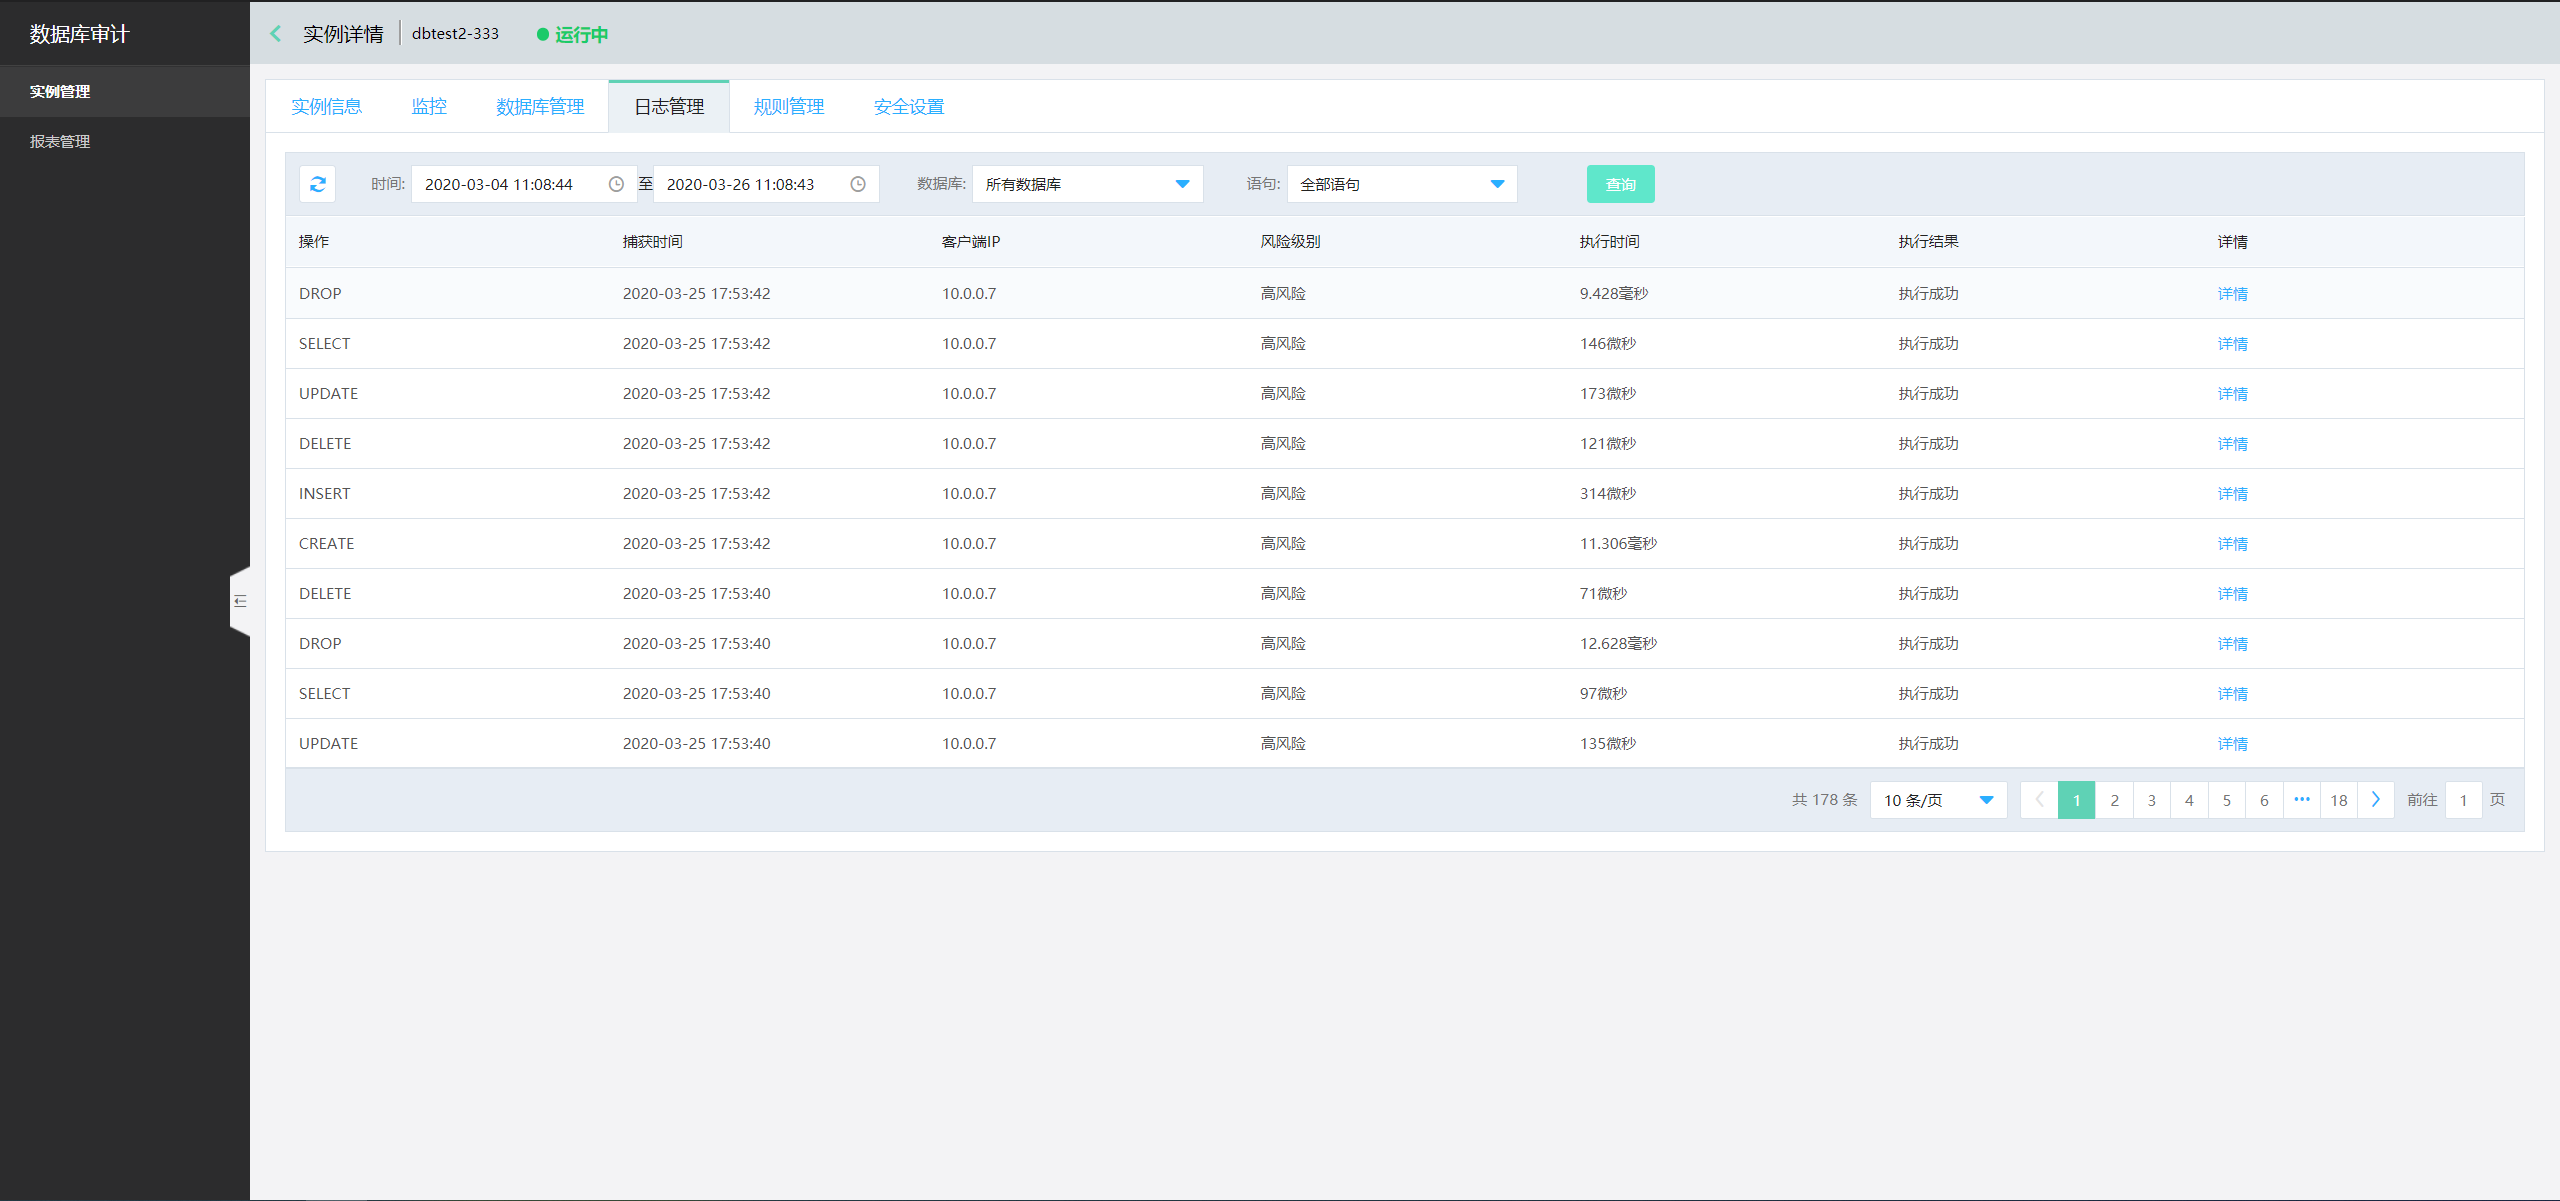 数据库审计
实例管理
报表管理
实例详情 dbtest2-333 运行中
实例信息 监控 数据库管理 日志管理 规则管理 安全设置
时间: 2020-03-04 11:08:44 至 2020-03-26 11:08:43 数据库: 所有数据库 语句: 全部语句 查询
操作 捕获时间 客户端IP 风险级别 执行时间 执行结果 详情
DROP 2020-03-25 17:53:42 10.0.0.7 高风险 9.428毫秒 执行成功 详情
SELECT 2020-03-25 17:53:42 10.0.0.7 高风险 146微秒 执行成功 详情
UPDATE 2020-03-25 17:53:42 10.0.0.7 高风险 173微秒 执行成功 详情
DELETE 2020-03-25 17:53:42 10.0.0.7 高风险 121微秒 执行成功 详情
INSERT 2020-03-25 17:53:42 10.0.0.7 高风险 314微秒 执行成功 详情
CREATE 2020-03-25 17:53:42 10.0.0.7 高风险 11.306毫秒 执行成功 详情
DELETE 2020-03-25 17:53:40 10.0.0.7 高风险 71微秒 执行成功 详情
DROP 2020-03-25 17:53:40 10.0.0.7 高风险 12.628毫秒 执行成功 详情
SELECT 2020-03-25 17:53:40 10.0.0.7 高风险 97微秒 执行成功 详情
UPDATE 2020-03-25 17:53:40 10.0.0.7 高风险 135微秒 执行成功 详情
共 178 条 10 条/页 1 2 3 4 5 6 ••• 18 前往 1 页